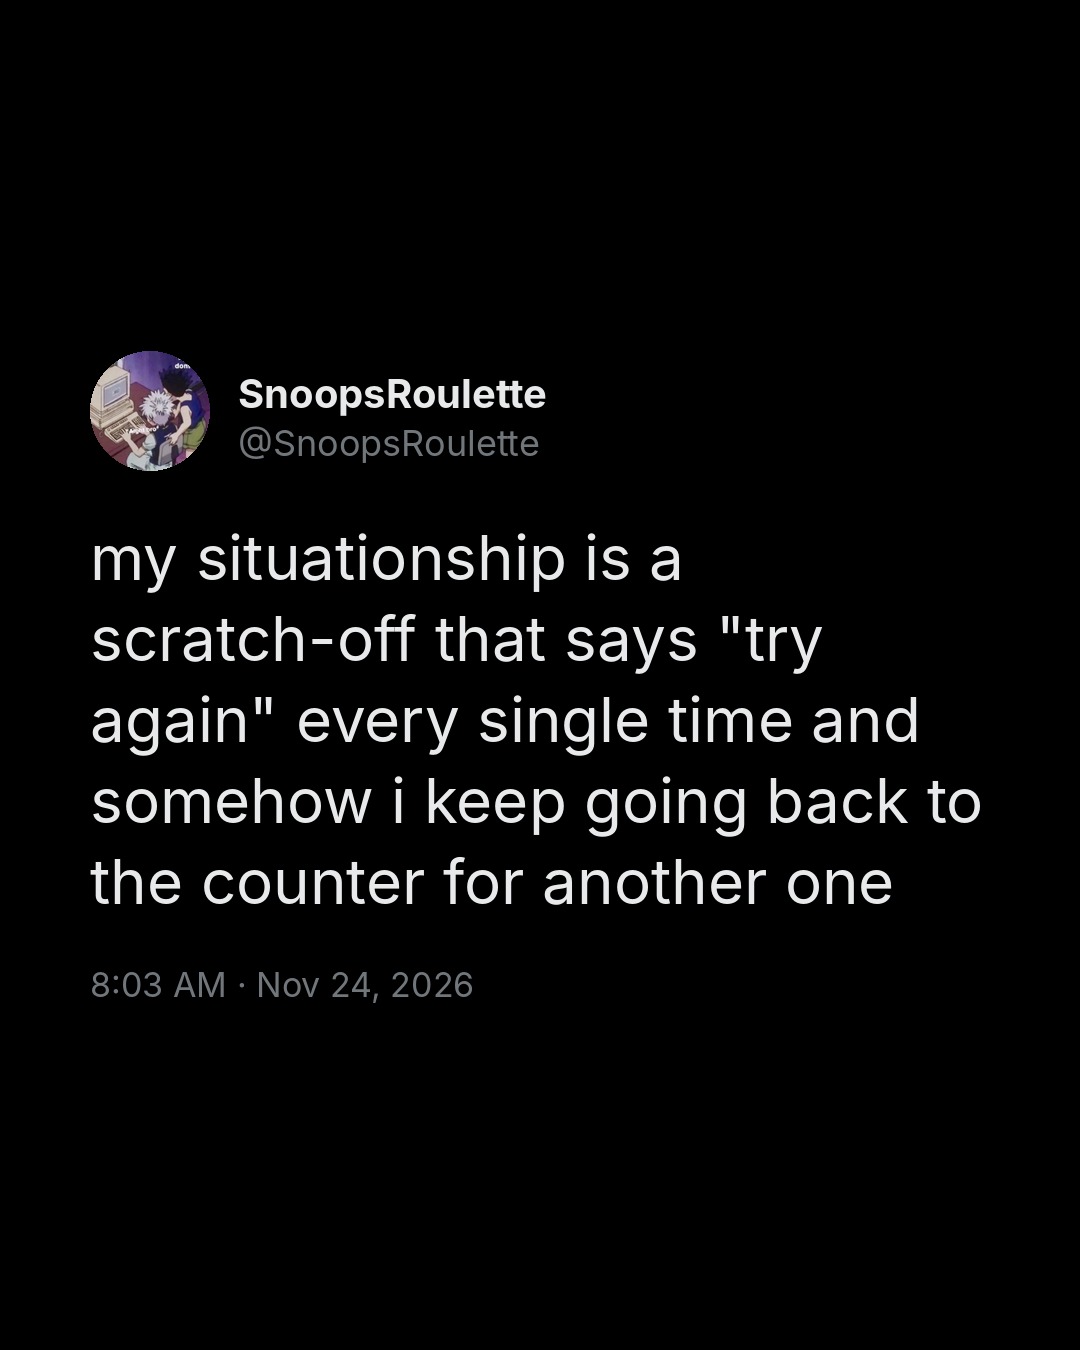 SnoopsRoulette
@SnoopsRoulette
my situationship is a
scratch-off that says "try
again" every single time and
somehow i keep going back to
the counter for another one
8:03 AM · Nov 24, 2026